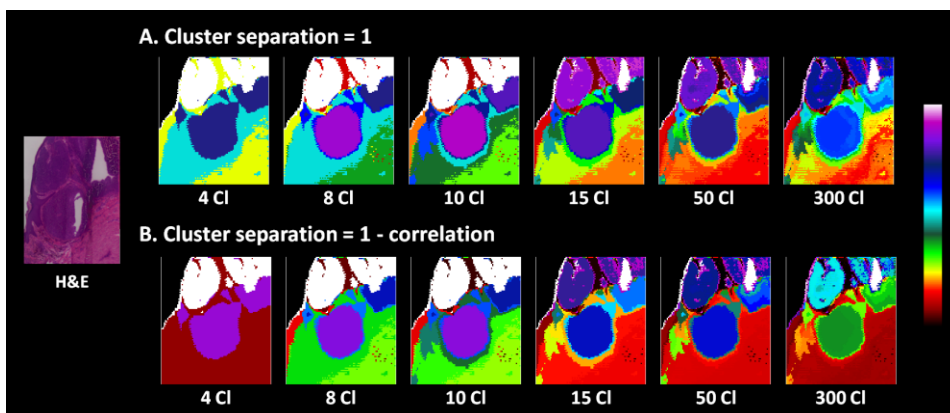 A. Cluster separation = 1
4 Cl 8 Cl 10 Cl 15 Cl 50 Cl 300 Cl
H&E
B. Cluster separation = 1 - correlation
4 Cl 8 Cl 10 Cl 15 Cl 50 Cl 300 Cl